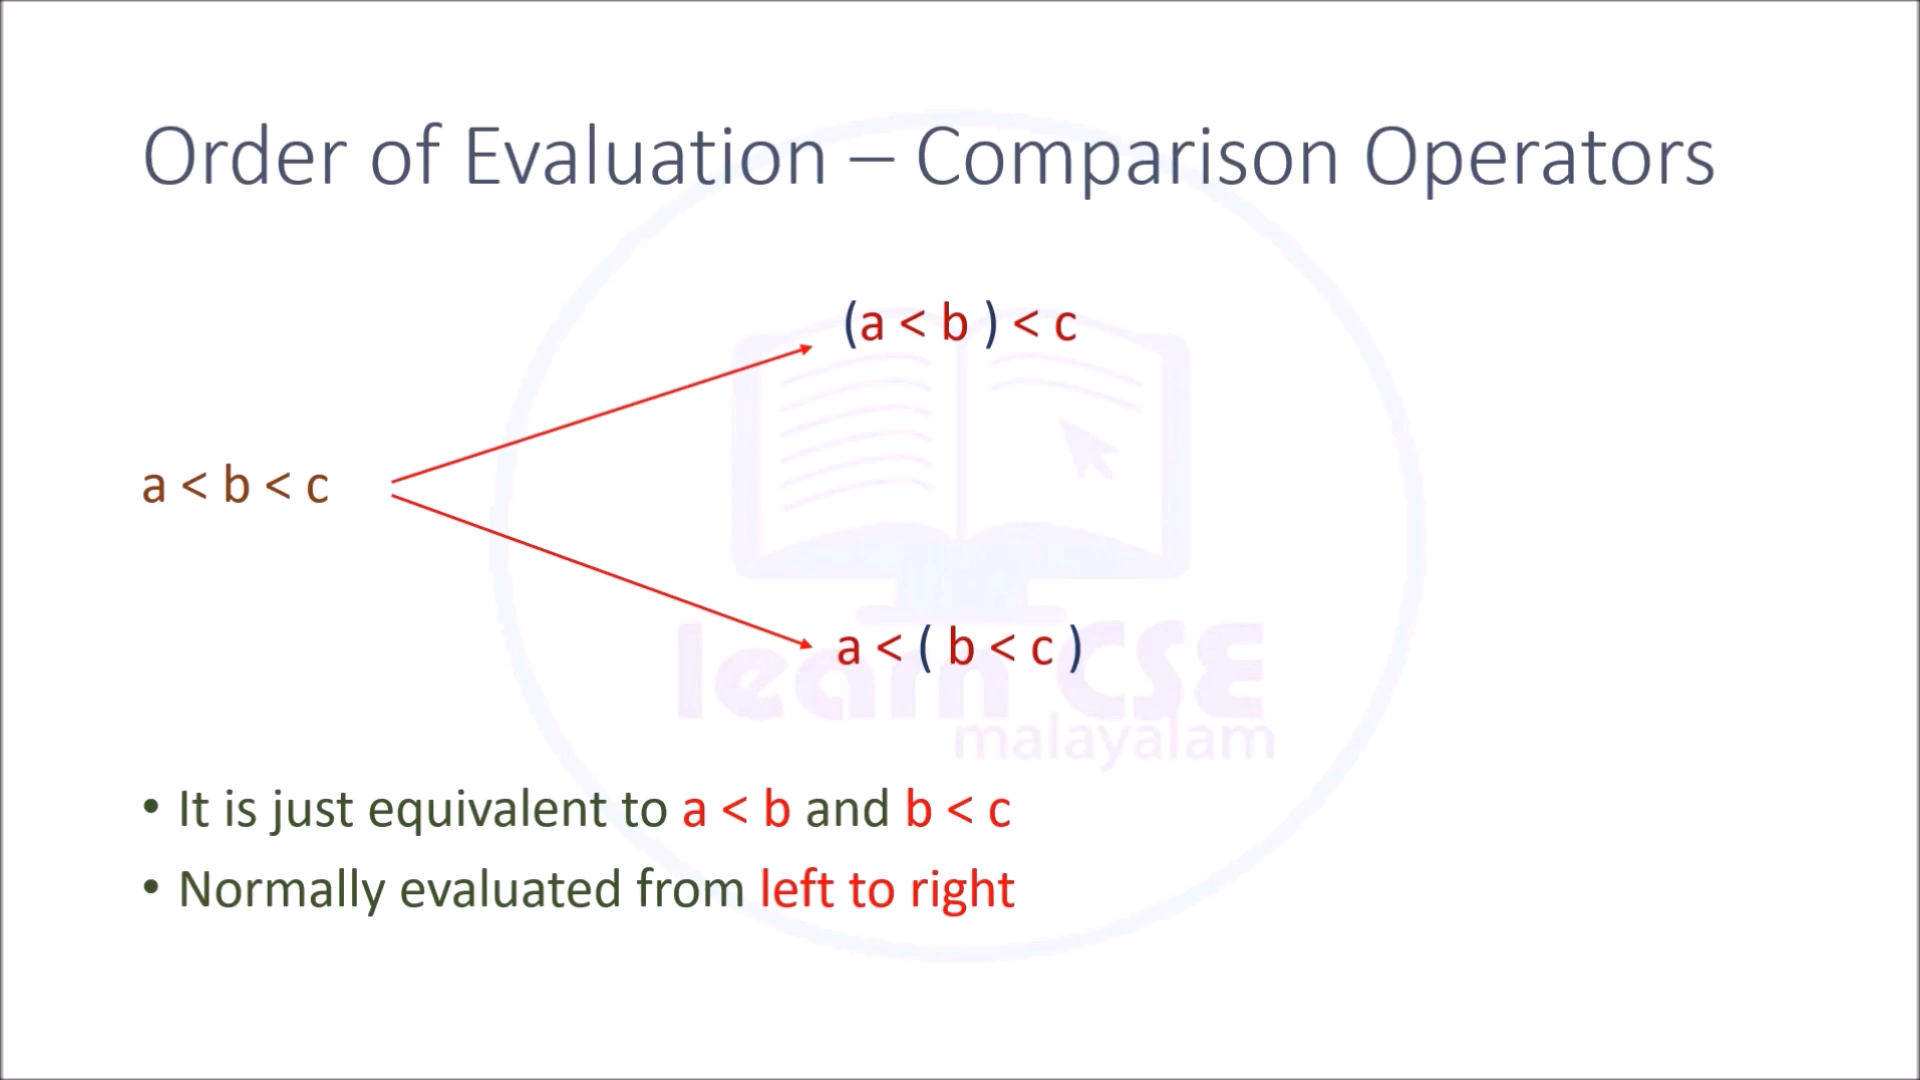 Order of Evaluation – Comparison Operators
(a < b ) < c
a < b < c
a < ( b < c )
learn CSE
malayalam
• It is just equivalent to a < b and b < c
• Normally evaluated from left to right